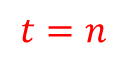 t = n